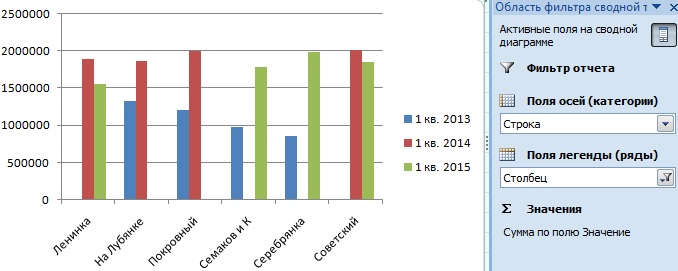 2500000
2000000
1500000
1000000
500000
0
Ленинка
На Лубянке
Покровный
Семаков и К
Серебрянка
Советский
1 кв. 2013
1 кв. 2014
1 кв. 2015
Область фильтра сводной т
Активные поля на сводной
диаграмме
Фильтр отчета
Поля осей (категории)
Строка
Поля легенды (ряды)
Столбец
Σ Значения
Сумма по полю Значение